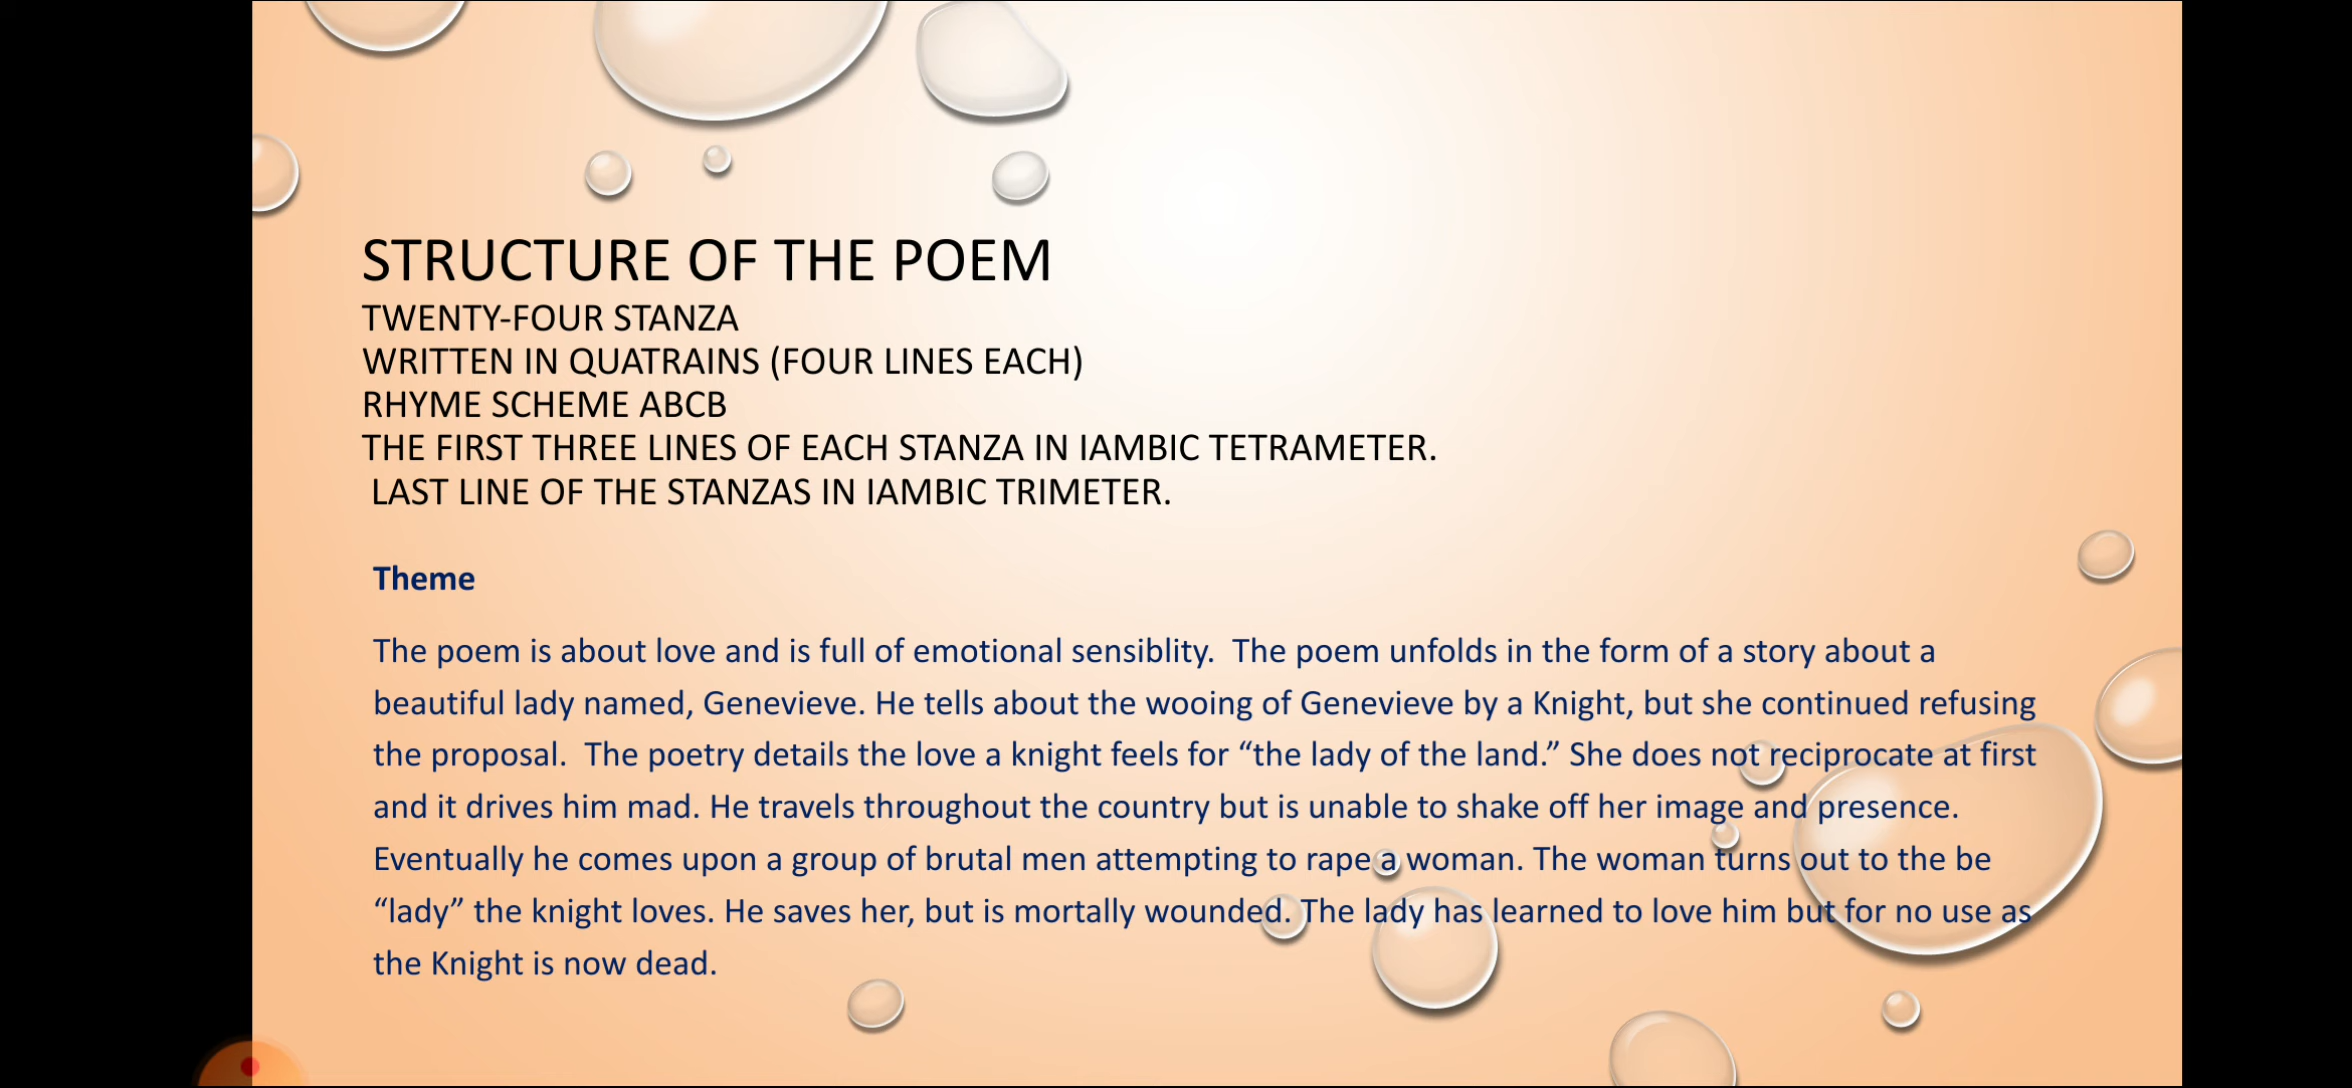 STRUCTURE OF THE POEM
TWENTY-FOUR STANZA
WRITTEN IN QUATRAINS (FOUR LINES EACH)
RHYME SCHEME ABCB
THE FIRST THREE LINES OF EACH STANZA IN IAMBIC TETRAMETER.
LAST LINE OF THE STANZAS IN IAMBIC TRIMETER.
Theme
The poem is about love and is full of emotional sensiblity. The poem unfolds in the form of a story about a
beautiful lady named, Genevieve. He tells about the wooing of Genevieve by a Knight, but she continued refusing
the proposal. The poetry details the love a knight feels for “the lady of the land.” She does not reciprocate at first
and it drives him mad. He travels throughout the country but is unable to shake off her image and presence.
Eventually he comes upon a group of brutal men attempting to rape a woman. The woman turns out to the be
“lady” the knight loves. He saves her, but is mortally wounded. The lady has learned to love him but for no use as
the Knight is now dead.